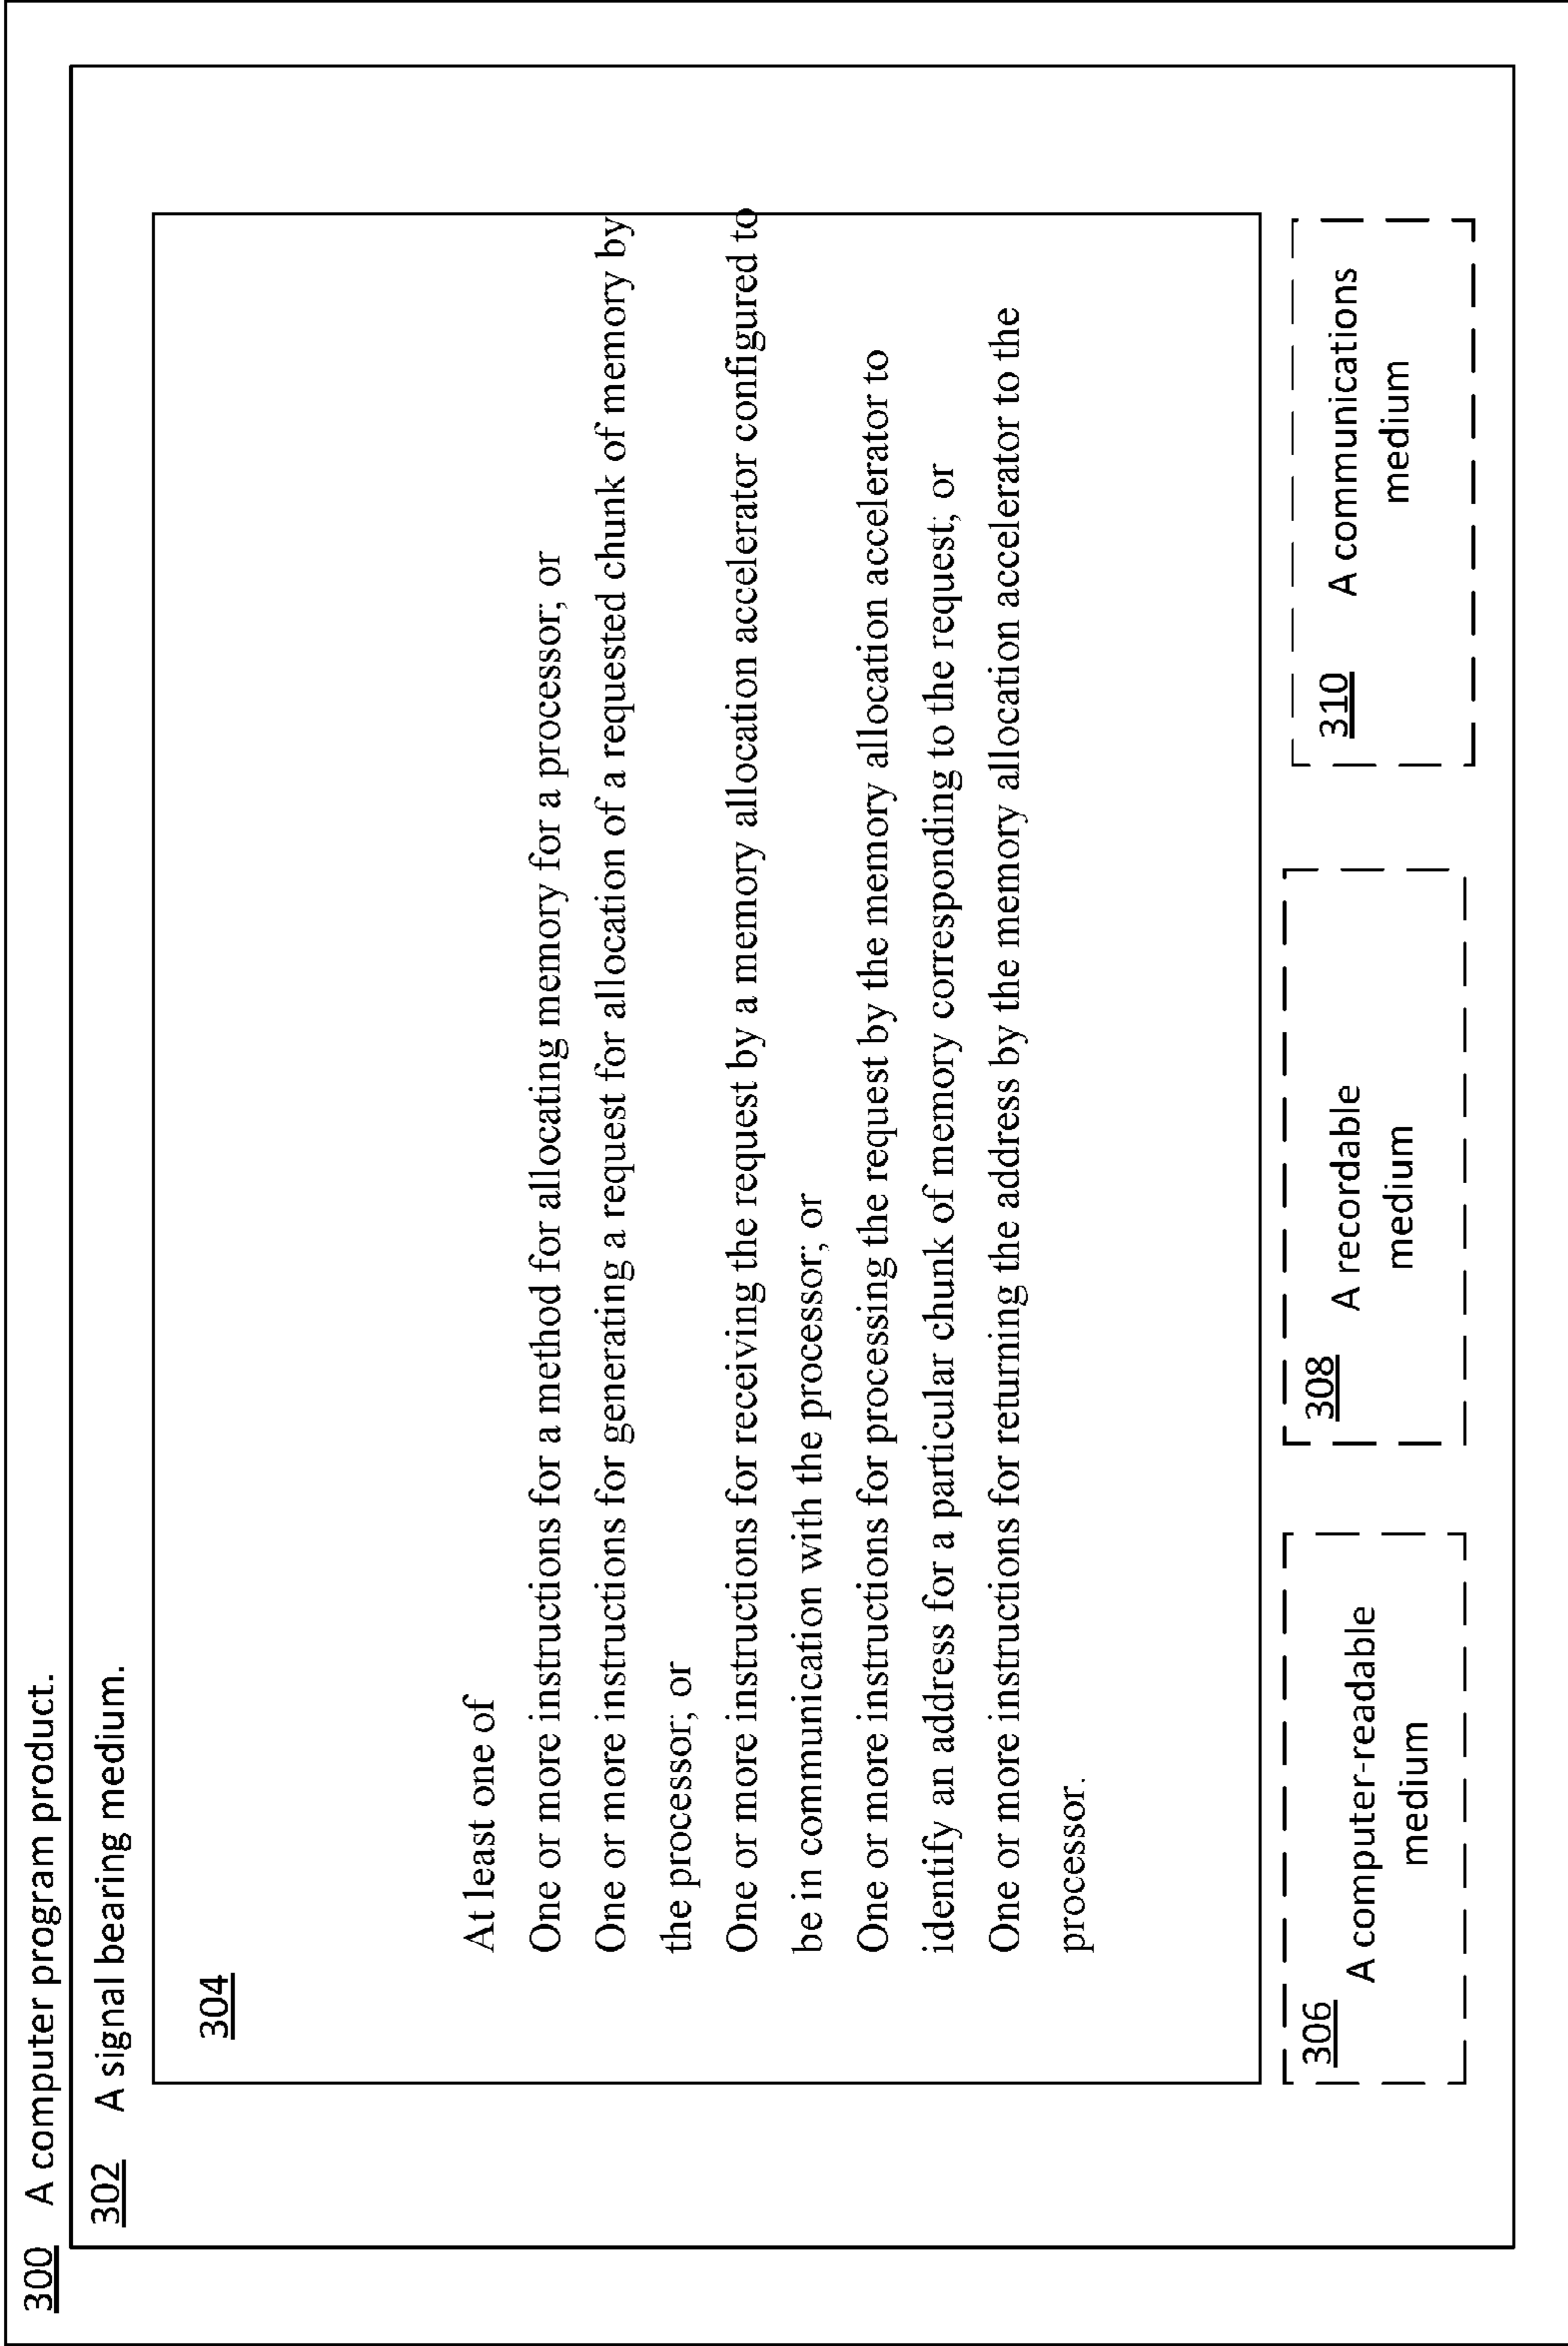 300 A computer program product.
302 A signal bearing medium.
304
At least one of
One or more instructions for a method for allocating memory for a processor; or
One or more instructions for generating a request for allocation of a requested chunk of memory by
the processor; or
One or more instructions for receiving the request by a memory allocation accelerator configured to
be in communication with the processor; or
One or more instructions for processing the request by the memory allocation accelerator to
identify an address for a particular chunk of memory corresponding to the request; or
One or more instructions for returning the address by the memory allocation accelerator to the
processor.
306 A computer-readable
medium
308 A recordable
medium
310 A communications
medium